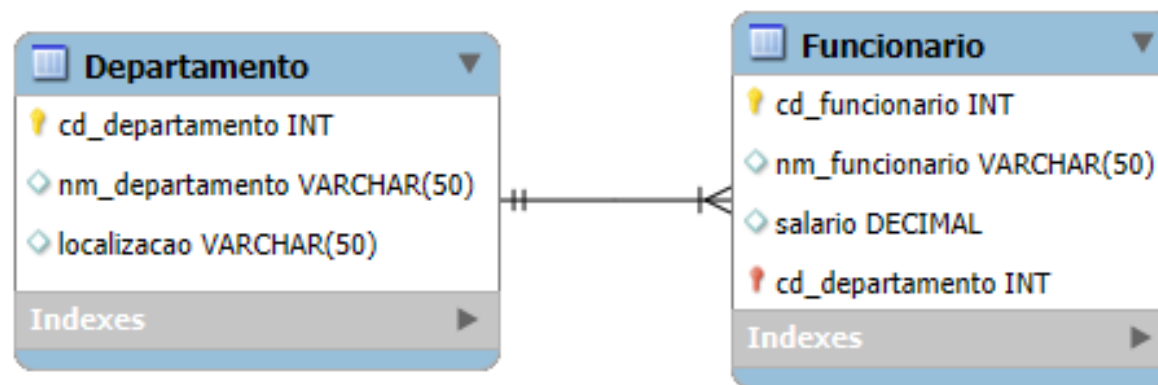 Departamento
cd_departamento INT
nm_departamento VARCHAR(50)
localizacao VARCHAR(50)
Indexes
Funcionario
cd_funcionario INT
nm_funcionario VARCHAR(50)
salario DECIMAL
cd_departamento INT
Indexes